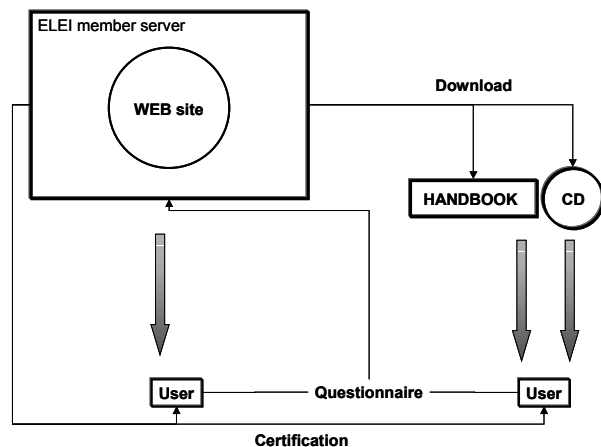 ELEI member server
WEB site
Download
HANDBOOK
CD
User
Questionnaire
User
Certification